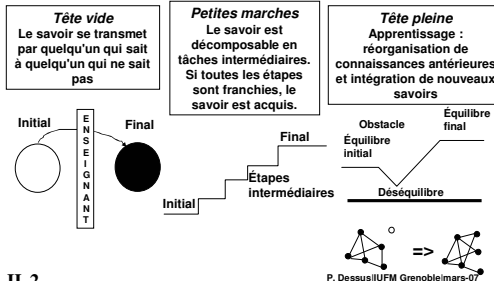 Tête vide
Le savoir se transmet
par quelqu'un qui sait
à quelqu'un qui ne sait
pas
Petites marches
Le savoir est
décomposable en
tâches intermédiaires.
Si toutes les étapes
sont franchies, le
savoir est acquis.
Tête pleine
Apprentissage :
réorganisation de
connaissances antérieures
et intégration de nouveaux
savoirs
Initial
ENSEIGNANT
Final
Initial
Étapes
intermédiaires
Final
Obstacle
Équilibre
initial
Équilibre
final
Déséquilibre
=>
P. Dessus|IUFM Grenoble|mars-07